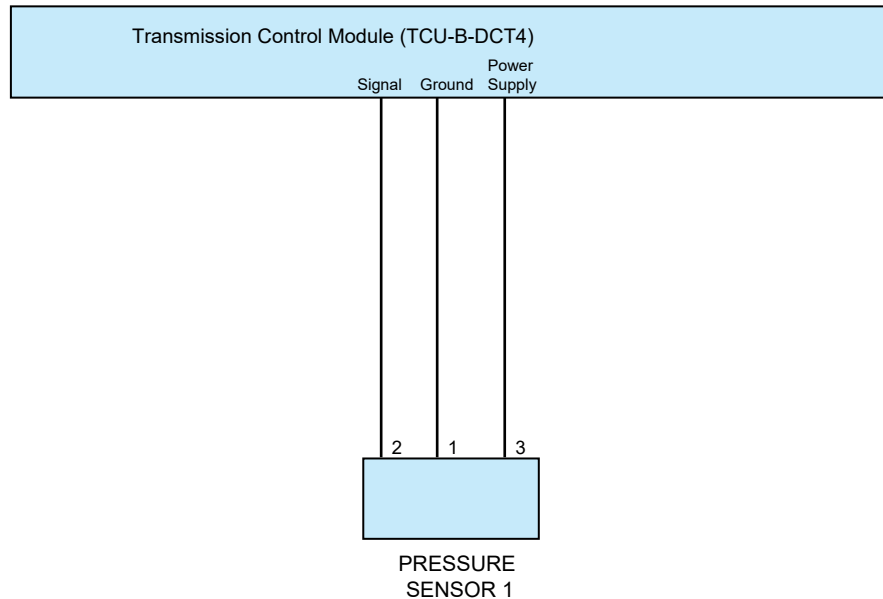 Transmission Control Module (TCU-B-DCT4)
Power
Signal Ground Supply
2 1 3
PRESSURE
SENSOR 1